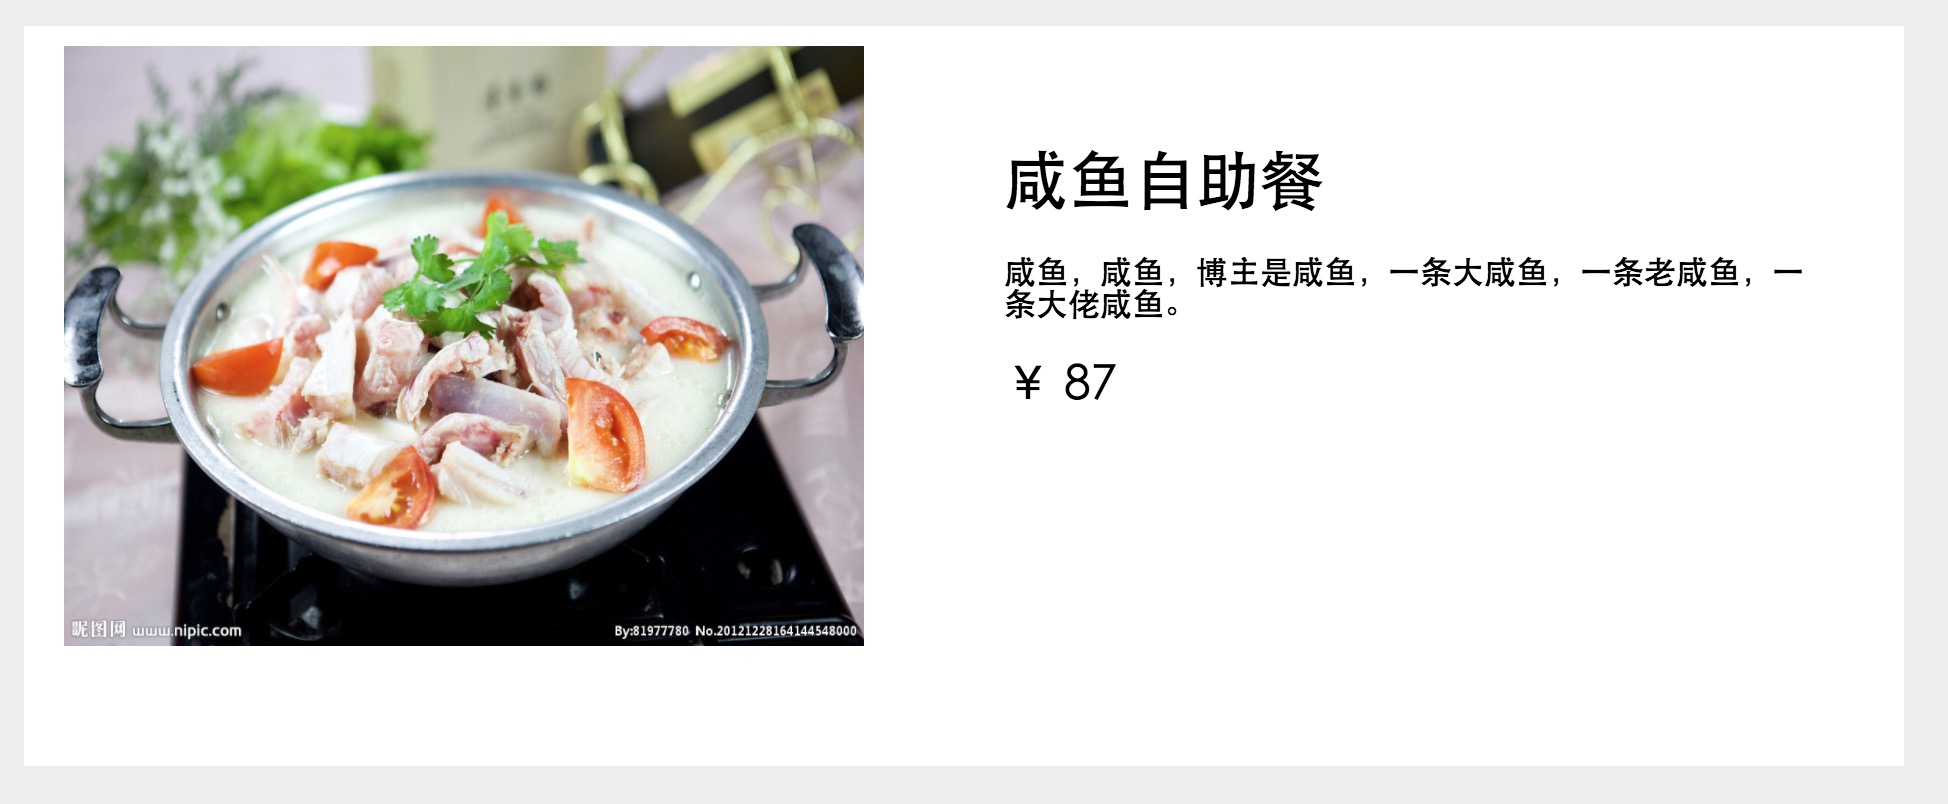 咸鱼自助餐
咸鱼，咸鱼，博主是咸鱼，一条大咸鱼，一条老咸鱼，一
条大佬咸鱼。
¥ 87
昵图网 www.nipic.com
By:81977780 No.20121228164144548000